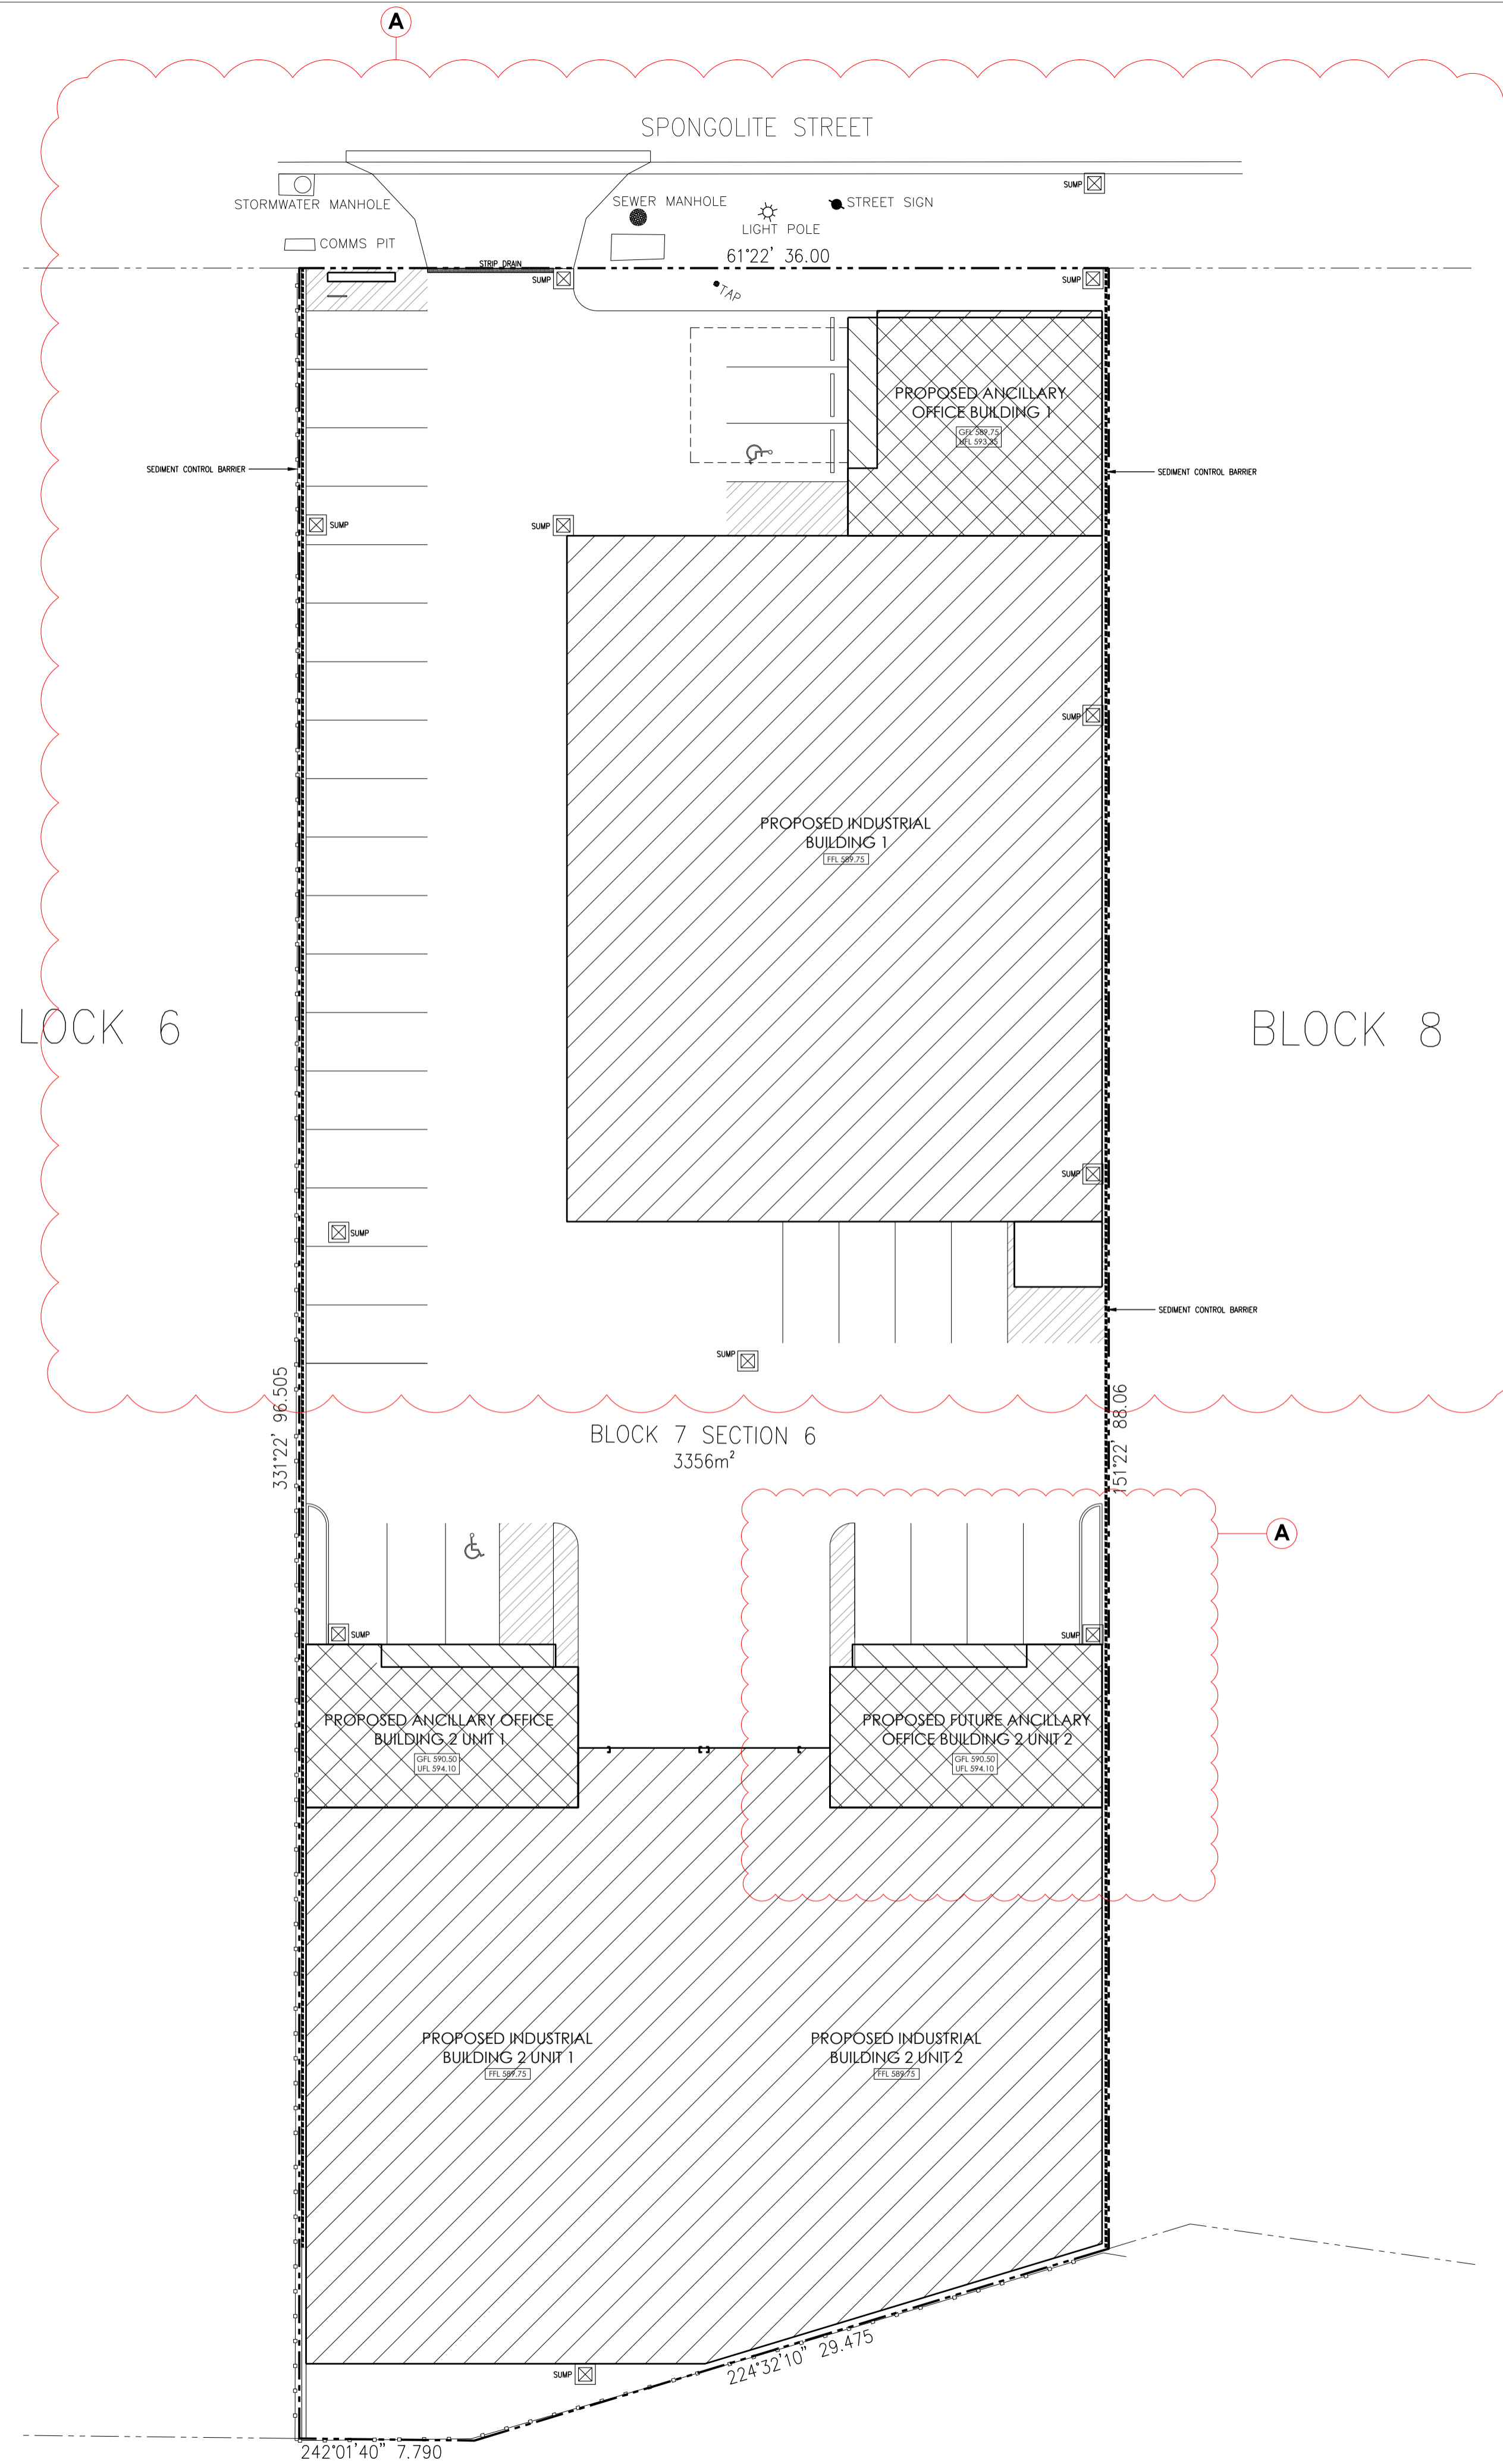 A
SPONGOLITE STREET
SUMP
STORMWATER MANHOLE
SEWER MANHOLE
STREET SIGN
LIGHT POLE
COMMS PIT
61°22' 36.00
STRIP DRAIN
SUMP
TAP
SUMP
PROPOSED ANCILLARY
OFFICE BUILDING 1
GFL 589.75
UFL 593.35
SEDIMENT CONTROL BARRIER
SEDIMENT CONTROL BARRIER
SUMP
SUMP
SUMP
PROPOSED INDUSTRIAL
BUILDING 1
FFL 589.75
LOCK 6
BLOCK 8
SUMP
SUMP
SEDIMENT CONTROL BARRIER
SUMP
331°22' 96.505
151°22' 88.06
BLOCK 7 SECTION 6
3356m²
A
SUMP
SUMP
PROPOSED ANCILLARY OFFICE
BUILDING 2 UNIT 1
GFL 590.50
UFL 594.10
PROPOSED FUTURE ANCILLARY
OFFICE BUILDING 2 UNIT 2
GFL 590.50
UFL 594.10
PROPOSED INDUSTRIAL
BUILDING 2 UNIT 1
FFL 589.75
PROPOSED INDUSTRIAL
BUILDING 2 UNIT 2
FFL 589.75
224°32'10" 29.475
SUMP
242°01'40" 7.790